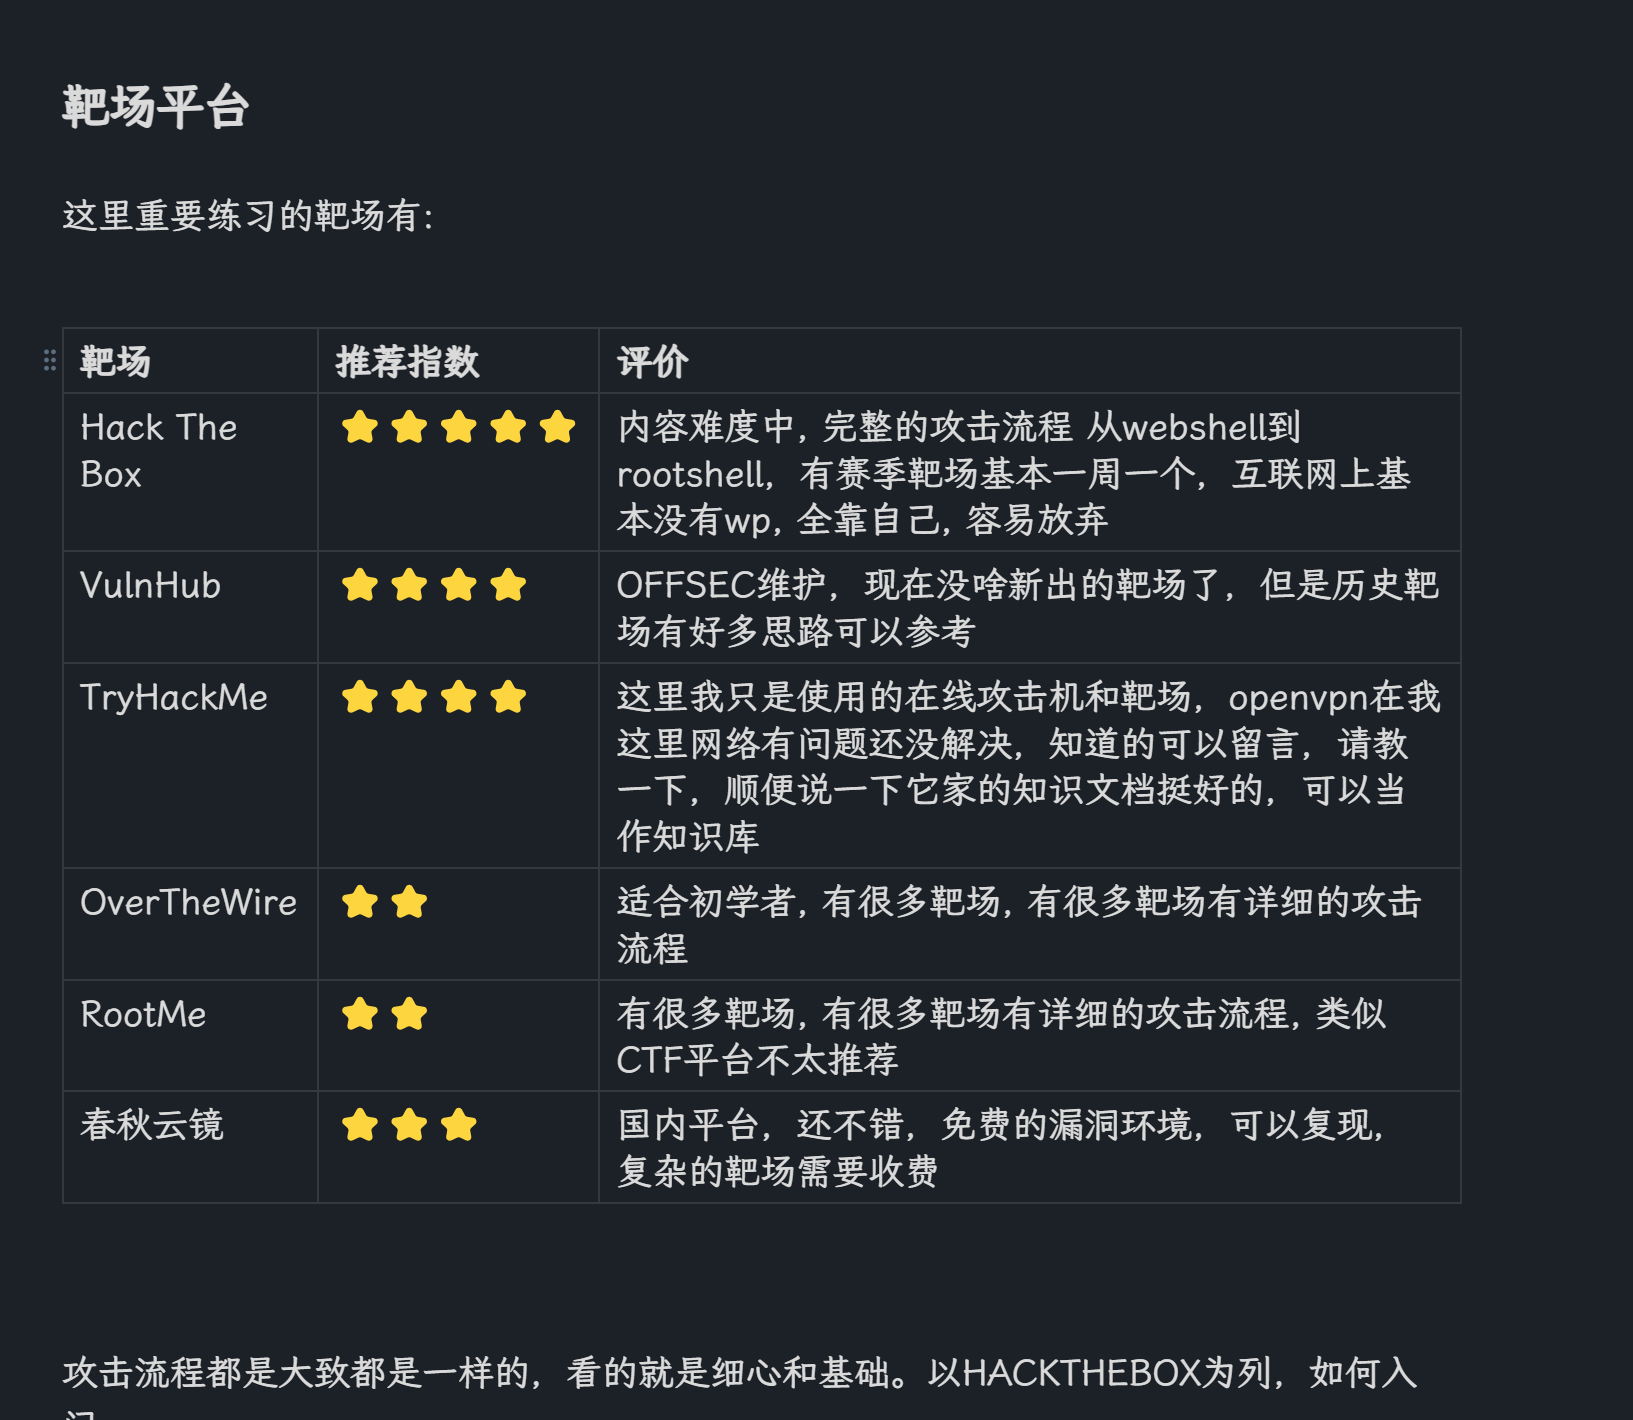 靶场平台
这里重要练习的靶场有：
靶场 推荐指数 评价
Hack The
Box
⭐⭐⭐⭐⭐
内容难度中, 完整的攻击流程 从webshell到
rootshell，有赛季靶场基本一周一个，互联网上基
本没有wp, 全靠自己, 容易放弃
VulnHub
⭐⭐⭐⭐
OFFSEC维护，现在没啥新出的靶场了，但是历史靶
场有好多思路可以参考
TryHackMe
⭐⭐⭐⭐
这里我只是使用的在线攻击机和靶场，openvpn在我
这里网络有问题还没解决，知道的可以留言，请教
一下，顺便说一下它家的知识文档挺好的，可以当
作知识库
OverTheWire
⭐⭐
适合初学者, 有很多靶场, 有很多靶场有详细的攻击
流程
RootMe
⭐⭐
有很多靶场, 有很多靶场有详细的攻击流程, 类似
CTF平台不太推荐
春秋云镜
⭐⭐⭐
国内平台，还不错，免费的漏洞环境，可以复现，
复杂的靶场需要收费
攻击流程都是大致都是一样的，看的就是细心和基础。以HACKTHEBOX为列，如何入